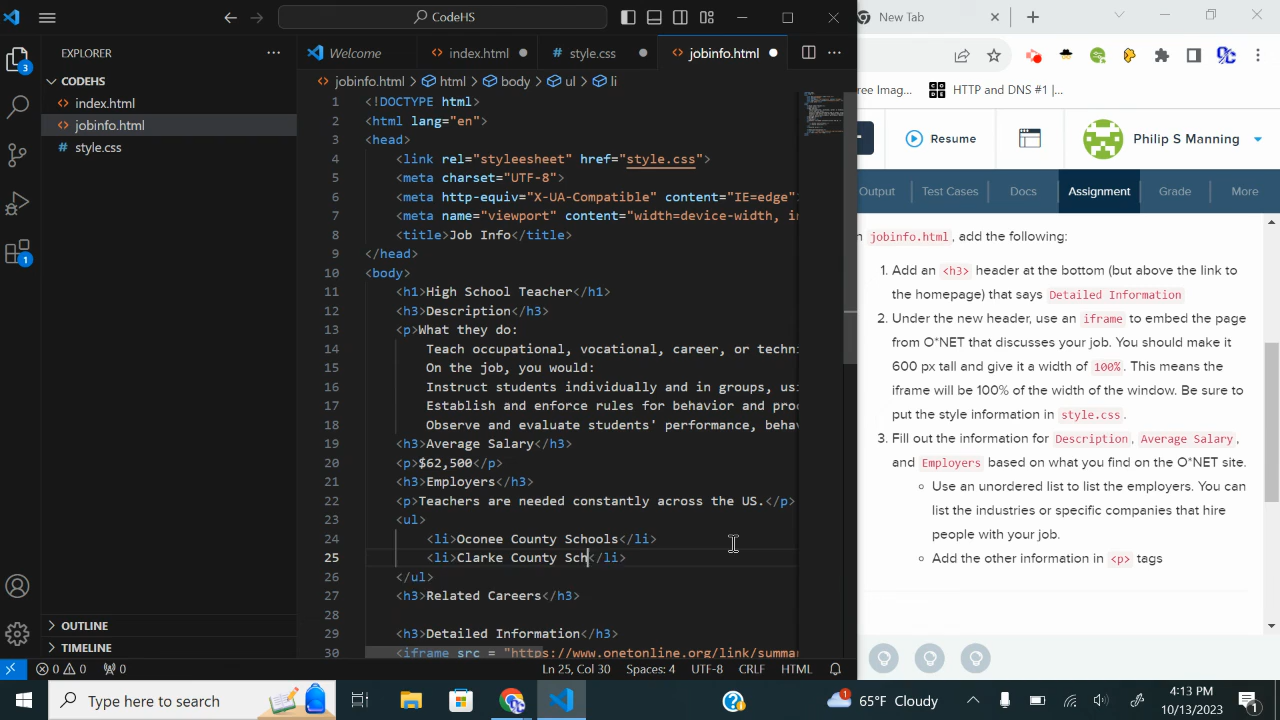 CodeHS
New Tab
EXPLORER
Welcome
index.html
style.css
jobinfo.html
CODEHS
index.html
jobinfo.html
style.css
jobinfo.html > html > body > ul > li
1 <!DOCTYPE html>
2 <html lang="en">
3 <head>
4 <link rel="styleesheet" href="style.css">
5 <meta charset="UTF-8">
6 <meta http-equiv="X-UA-Compatible" content="IE=edge"
7 <meta name="viewport" content="width=device-width, i
8 <title>Job Info</title>
9 </head>
10 <body>
11 <h1>High School Teacher</h1>
12 <h3>Description</h3>
13 <p>What they do:
14 Teach occupational, vocational, career, or techni
15 On the job, you would:
16 Instruct students individually and in groups, usi
17 Establish and enforce rules for behavior and pro
18 Observe and evaluate students' performance, beha
19 <h3>Average Salary</h3>
20 <p>$62,500</p>
21 <h3>Employers</h3>
22 <p>Teachers are needed constantly across the US.</p>
23 <ul>
24 <li>Oconee County Schools</li>
25 <li>Clarke County Sch</li>
26 </ul>
27 <h3>Related Careers</h3>
28
29 <h3>Detailed Information</h3>
30 <iframe src = "https://www.onetonline.org/link/summa
OUTLINE
TIMELINE
0 0 0 Ln 25, Col 30 Spaces: 4 UTF-8 CRLF HTML
ree Imag...
HTTP and DNS #1 |...
Resume
Philip S Manning
Output Test Cases Docs Assignment Grade More
jobinfo.html, add the following:
1. Add an <h3> header at the bottom (but above the link to
the homepage) that says Detailed Information
2. Under the new header, use an iframe to embed the page
from O*NET that discusses your job. You should make it
600 px tall and give it a width of 100%. This means the
iframe will be 100% of the width of the window. Be sure to
put the style information in style.css.
3. Fill out the information for Description, Average Salary,
and Employers based on what you find on the O*NET site.
Use an unordered list to list the employers. You can
list the industries or specific companies that hire
people with your job.
Add the other information in <p> tags
Type here to search
65°F Cloudy
4:13 PM
10/13/2023